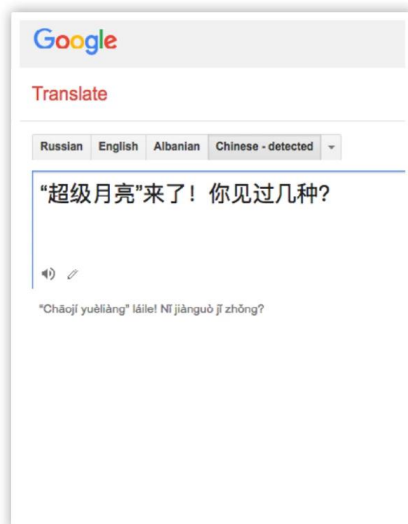 Google
Translate
Russian English Albanian Chinese - detected
“超级月亮”来了！你见过几种?
"Chāojí yuèliàng" láile! Nǐ jiànguò jǐ zhǒng?